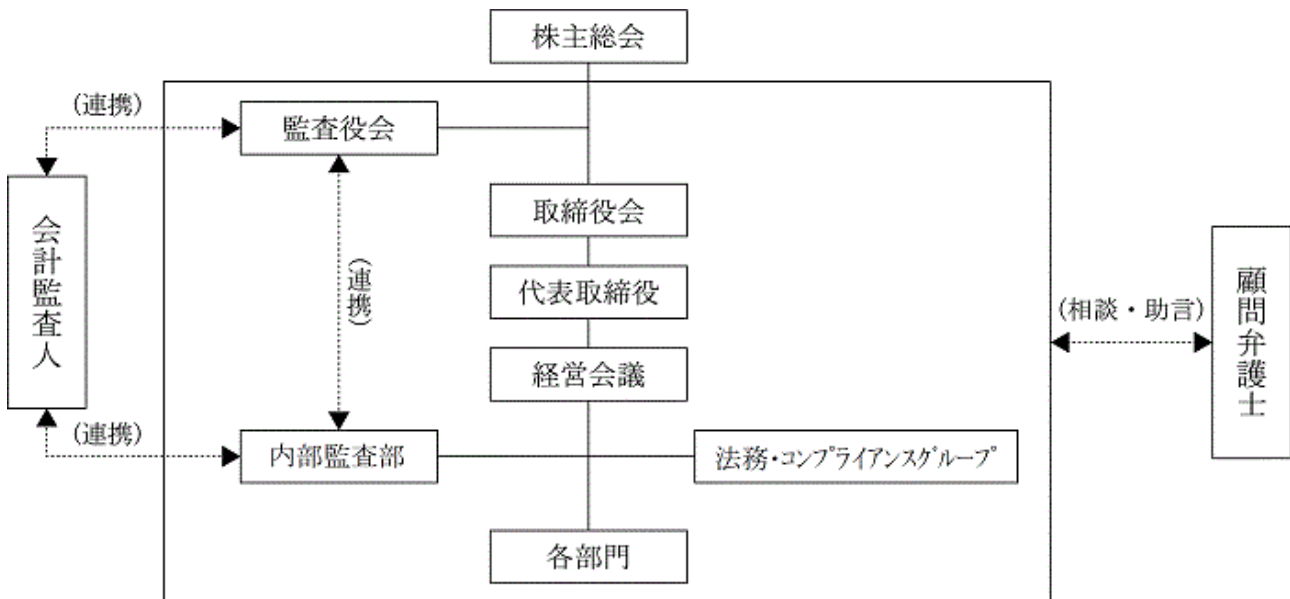 株主総会
(連携)
監査役会
会計監査人
取締役会
(連携)
代表取締役
(相談・助言)
顧問弁護士
経営会議
(連携)
内部監査部
法務・コンプライアンスグループ
各部門